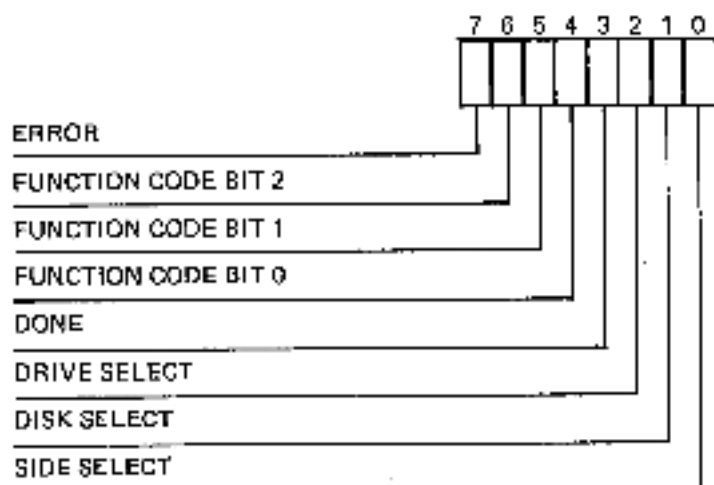 7 6 5 4 3 2 1 0
ERROR
FUNCTION CODE BIT 2
FUNCTION CODE BIT 1
FUNCTION CODE BIT 0
DONE
DRIVE SELECT
DISK SELECT
SIDE SELECT